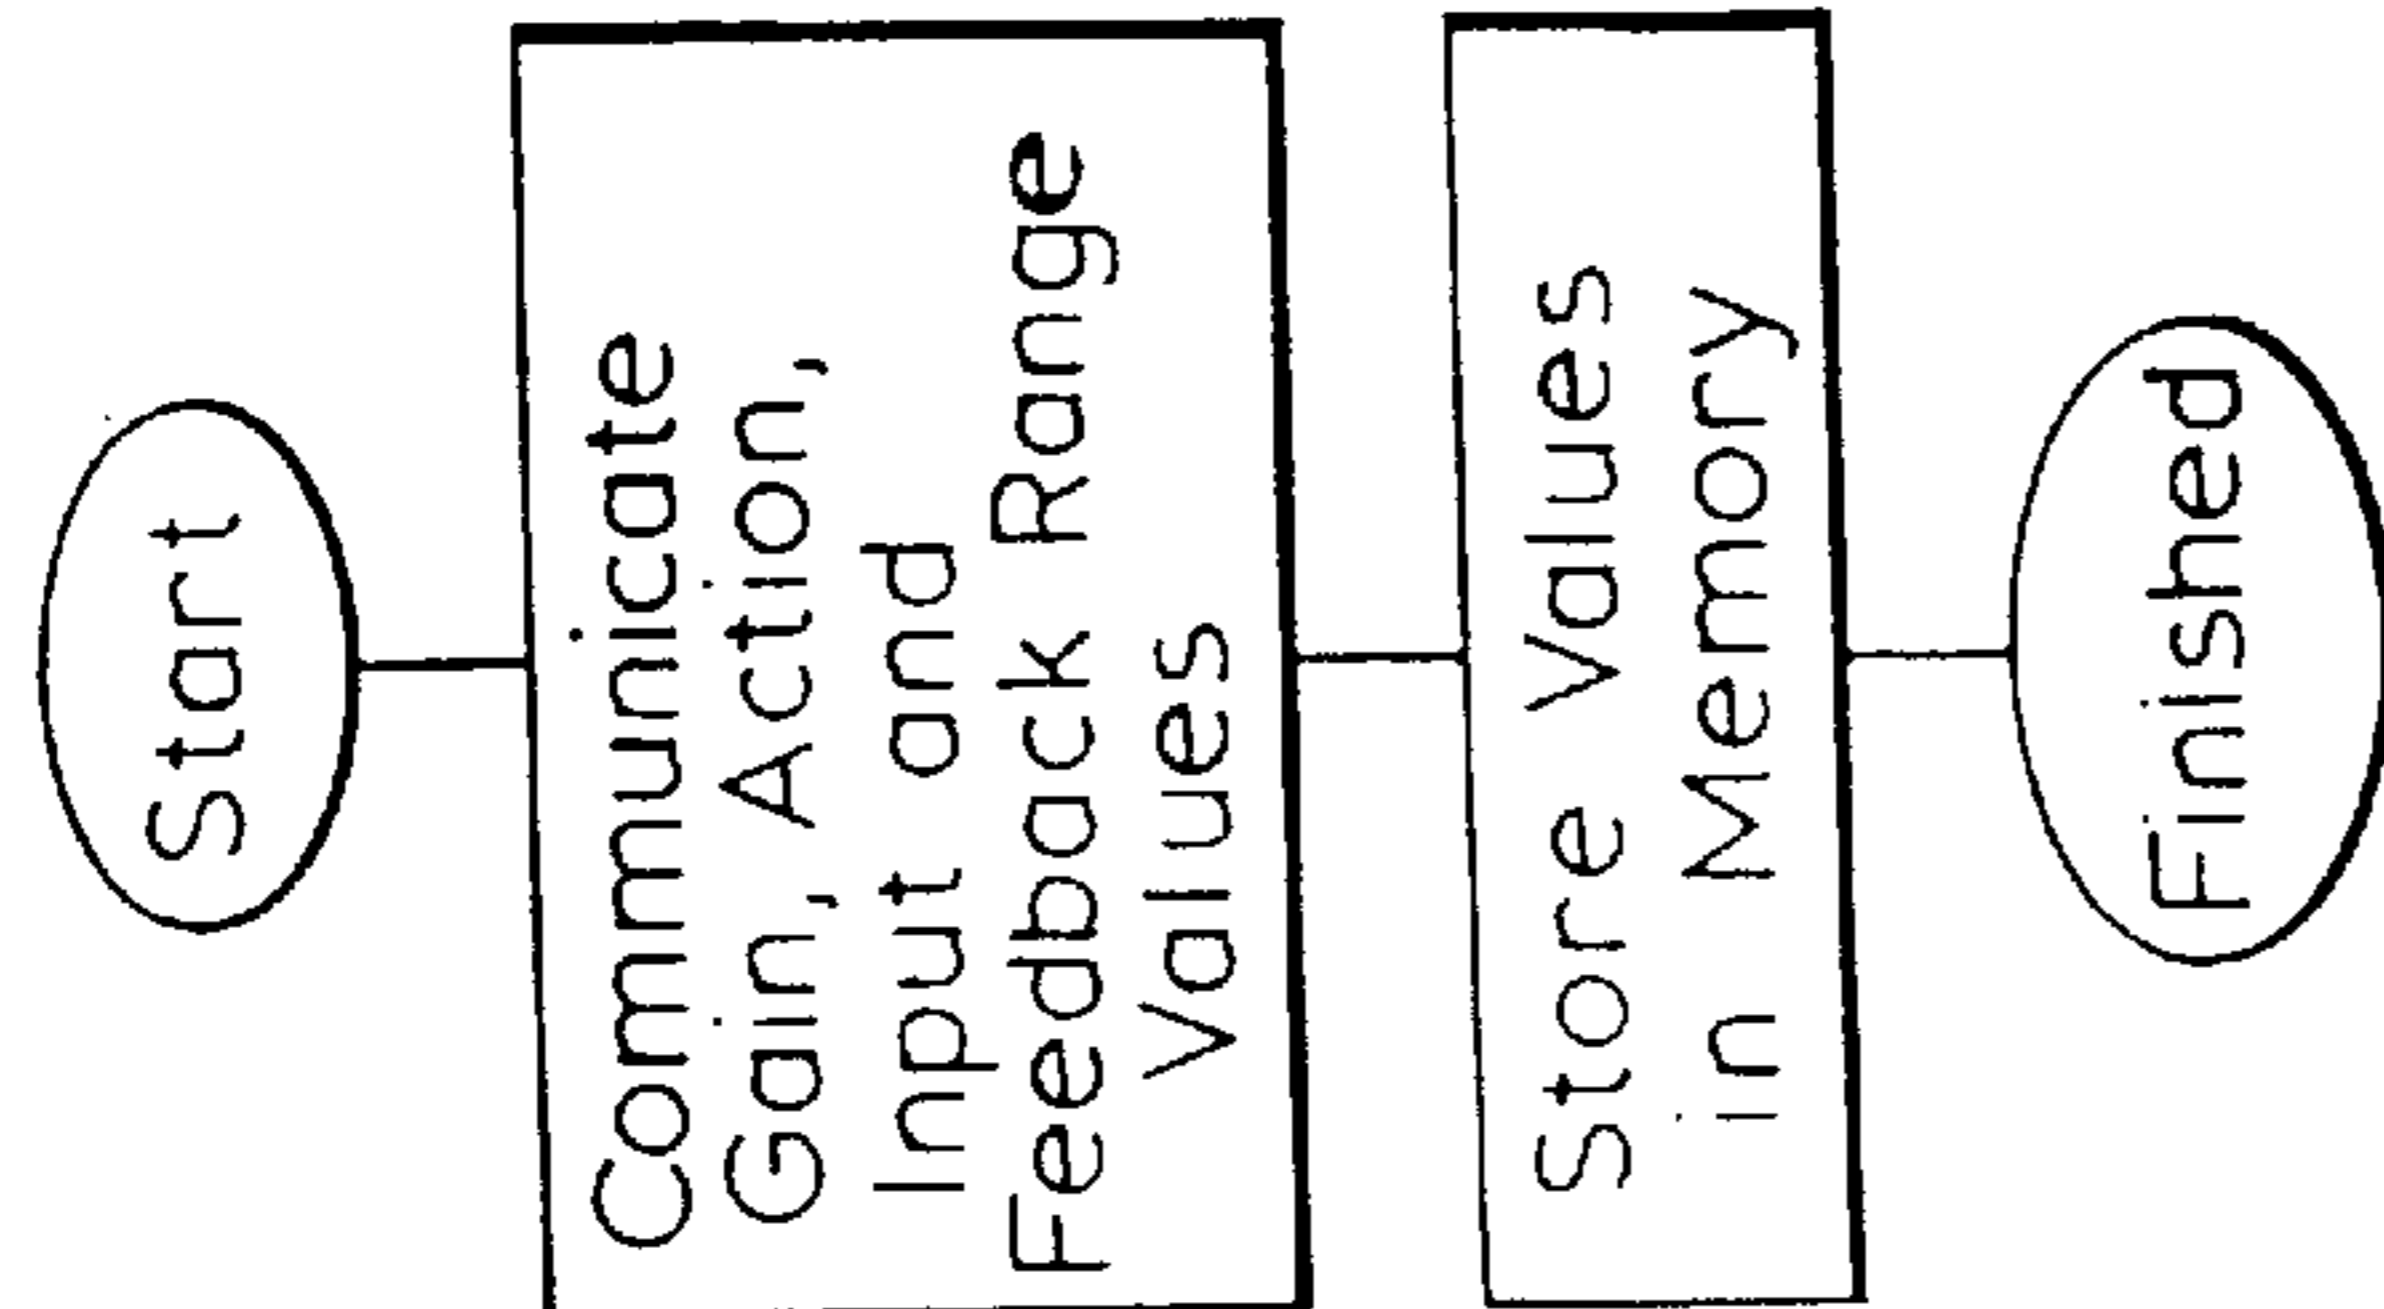 Start
Communicate
Gain, Action,
Input and
Feedback Range
Values
Store Values
in Memory
Finished